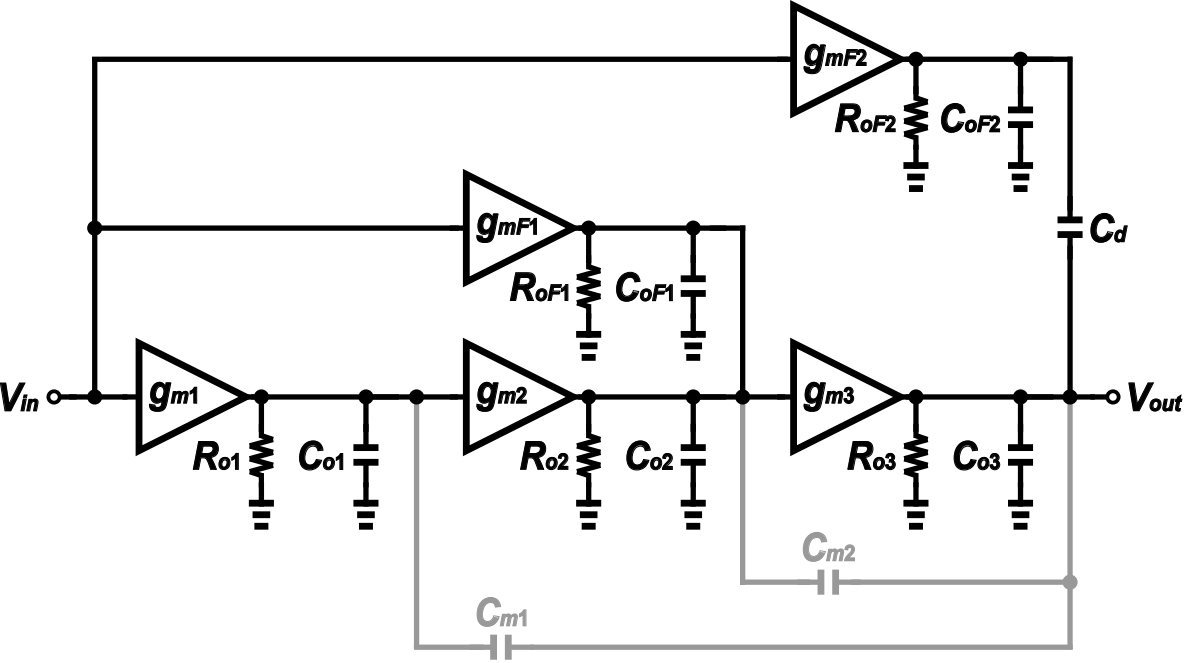 gmF2
RoF2 CoF2
Cd
gmF1
RoF1 CoF1
Vin gm1 gm2 gm3 Vout
Ro1 Co1 Ro2 Co2 Ro3 Co3
Cm2
Cm1